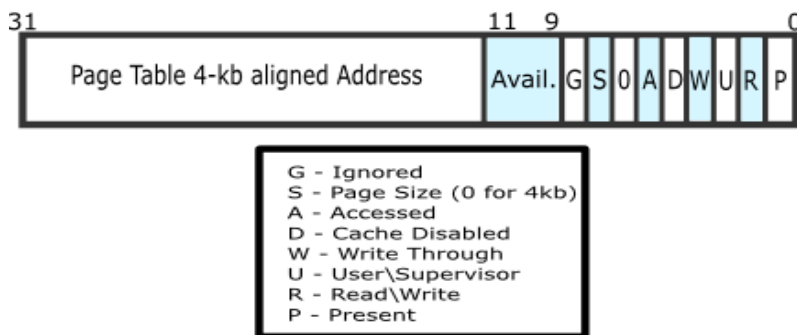 31 11 9 0
Page Table 4-kb aligned Address Avail. G S 0 A D W U R P
G - Ignored
S - Page Size (0 for 4kb)
A - Accessed
D - Cache Disabled
W - Write Through
U - User\Supervisor
R - Read\Write
P - Present